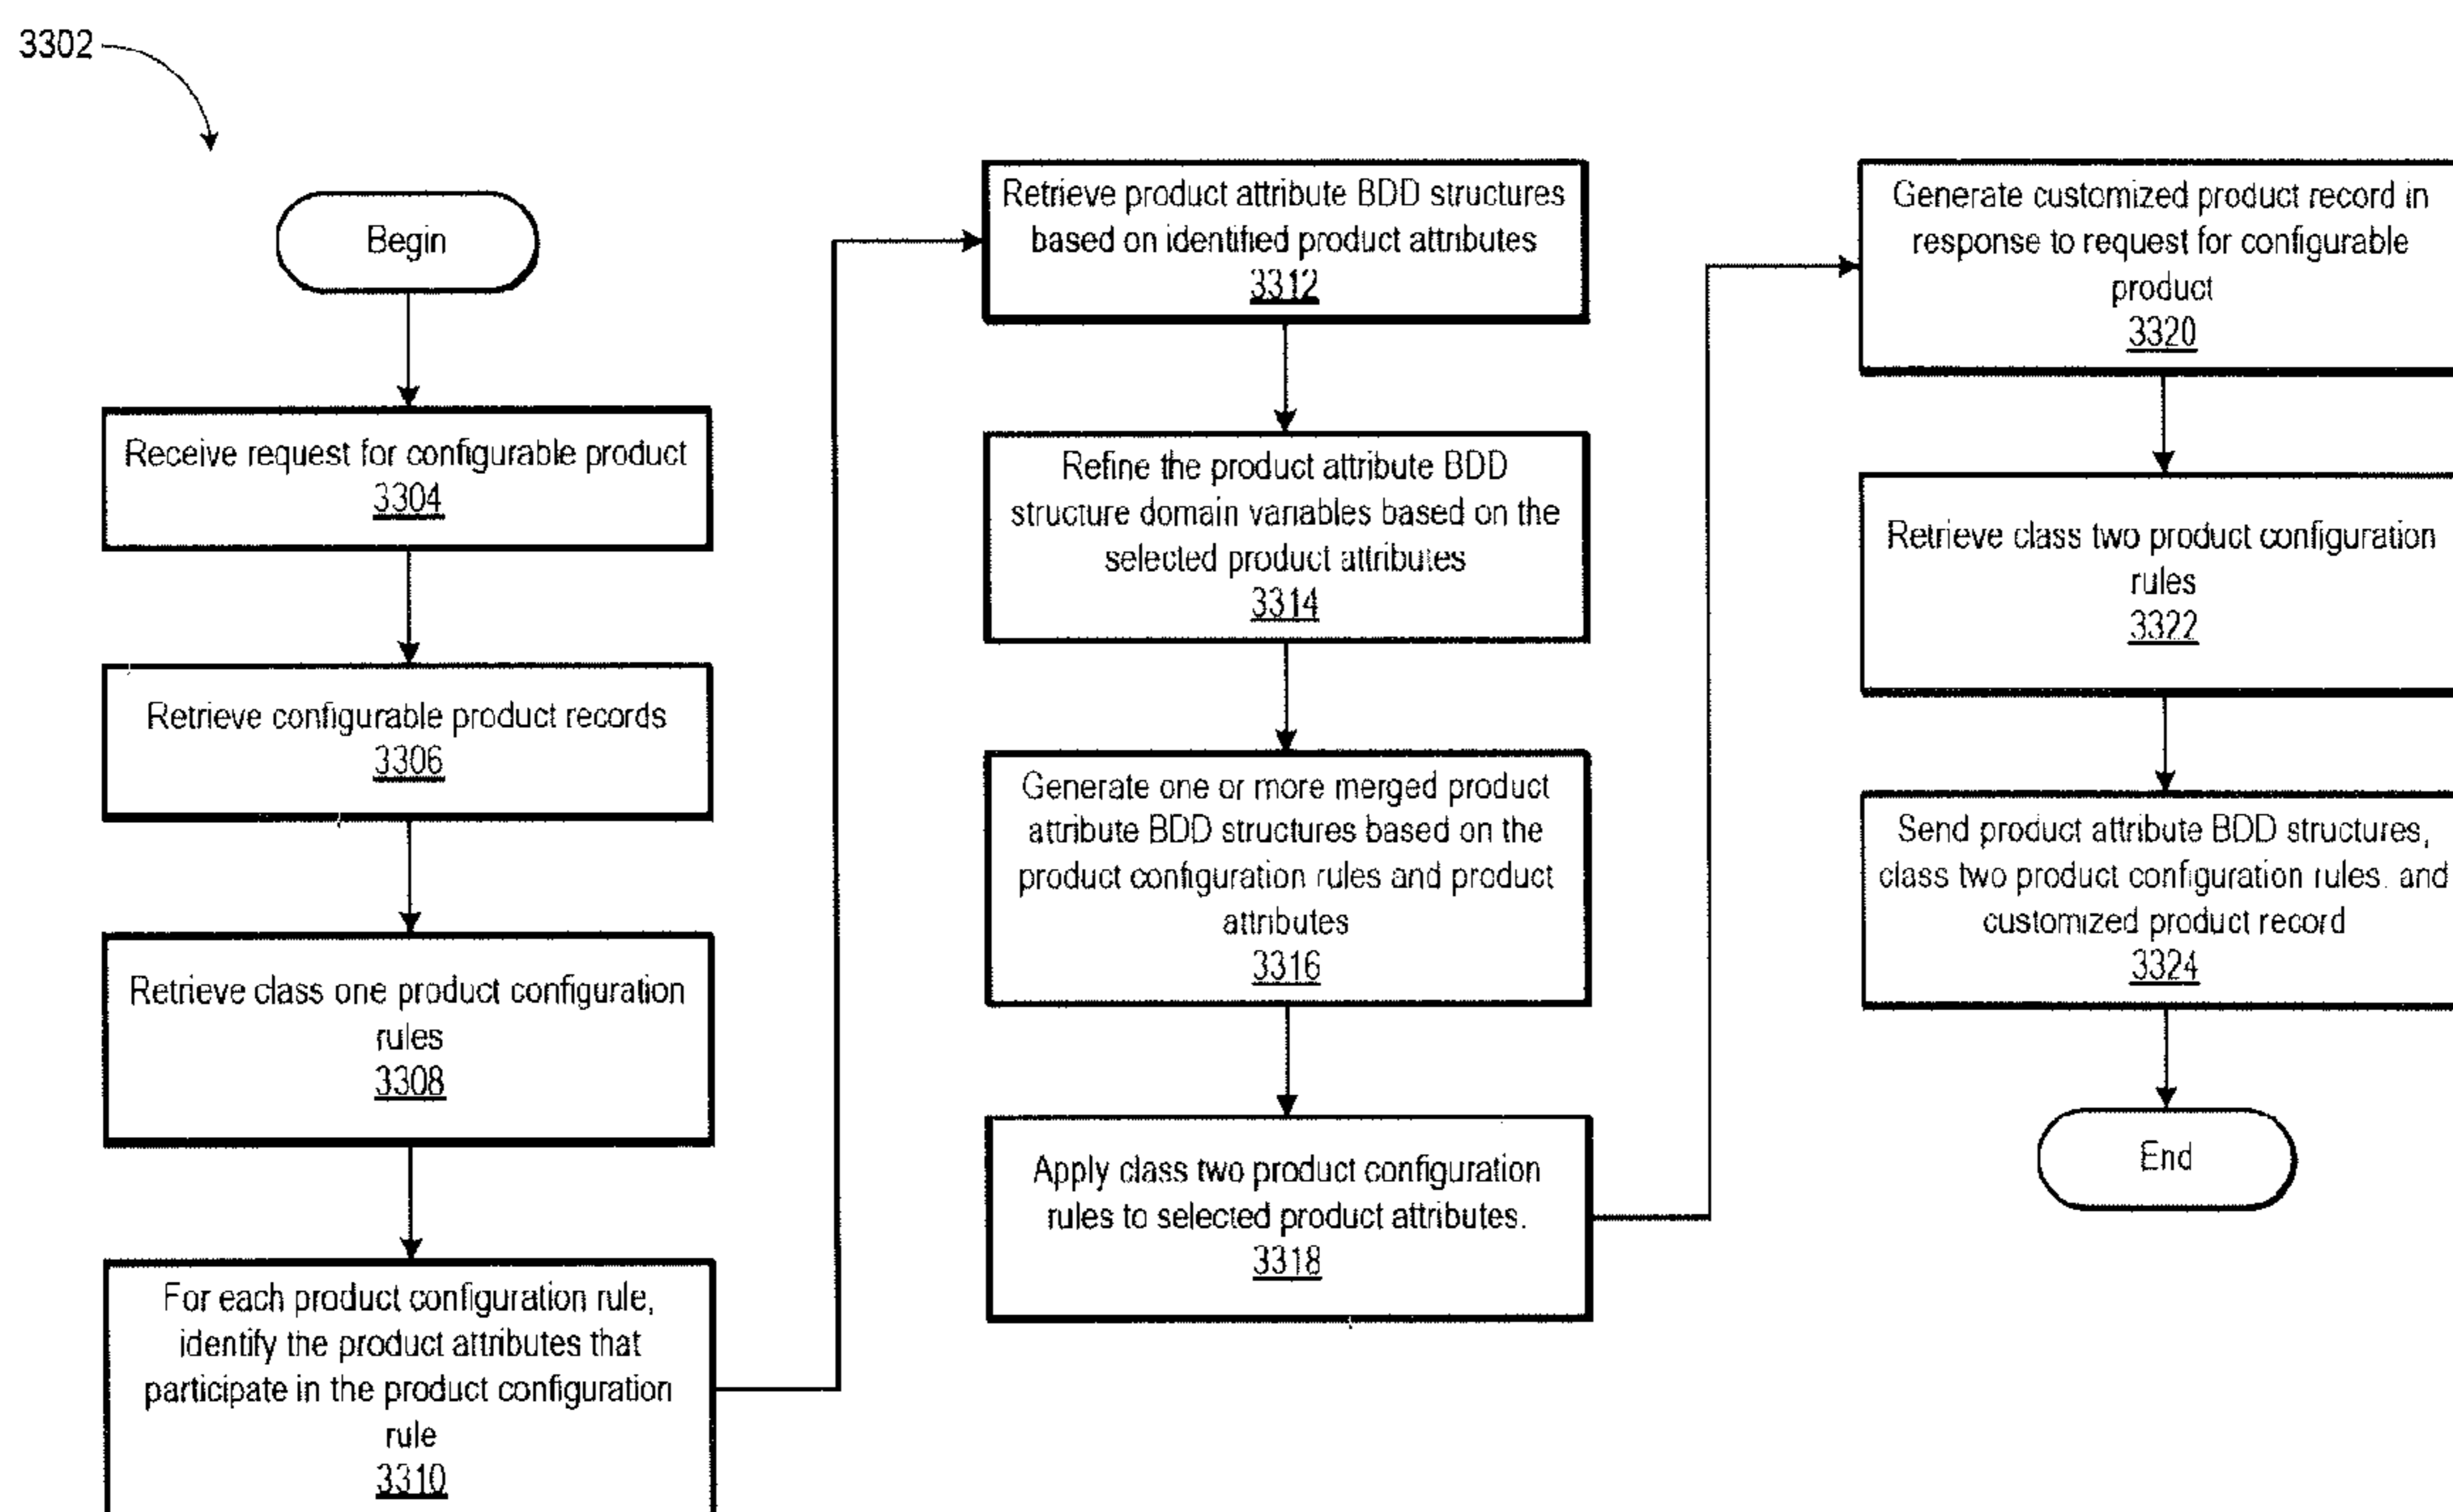 3302
Begin
Receive request for configurable product
3304
Retrieve configurable product records
3306
Retrieve class one product configuration
rules
3308
For each product configuration rule,
identify the product attributes that
participate in the product configuration
rule
3310
Retrieve product attribute BDD structures
based on identified product attributes
3312
Refine the product attribute BDD
structure domain variables based on the
selected product attributes
3314
Generate one or more merged product
attribute BDD structures based on the
product configuration rules and product
attributes
3316
Apply class two product configuration
rules to selected product attributes.
3318
Generate customized product record in
response to request for configurable
product
3320
Retrieve class two product configuration
rules
3322
Send product attribute BDD structures,
class two product configuration rules, and
customized product record
3324
End